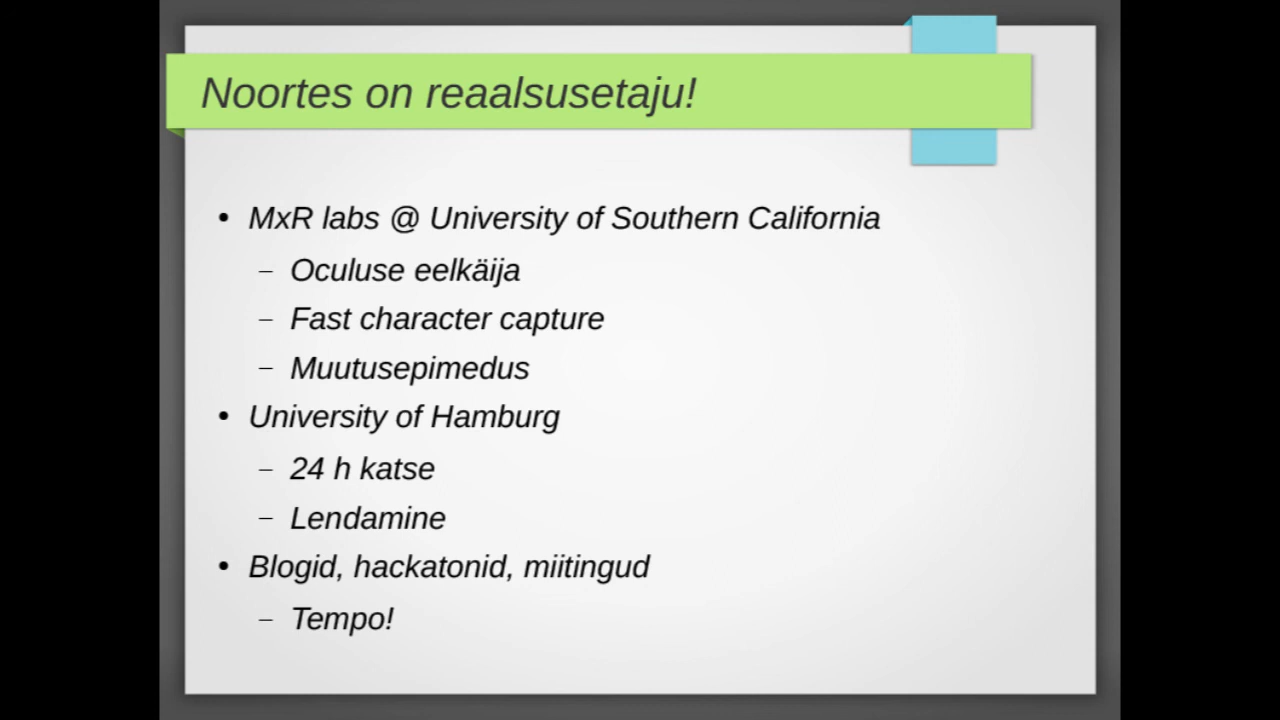 Noortes on reaalsusetaju!
• MxR labs @ University of Southern California
– Oculuse eelkäija
– Fast character capture
– Muutusepimedus
• University of Hamburg
– 24 h katse
– Lendamine
• Blogid, hackatonid, miitingud
– Tempo!